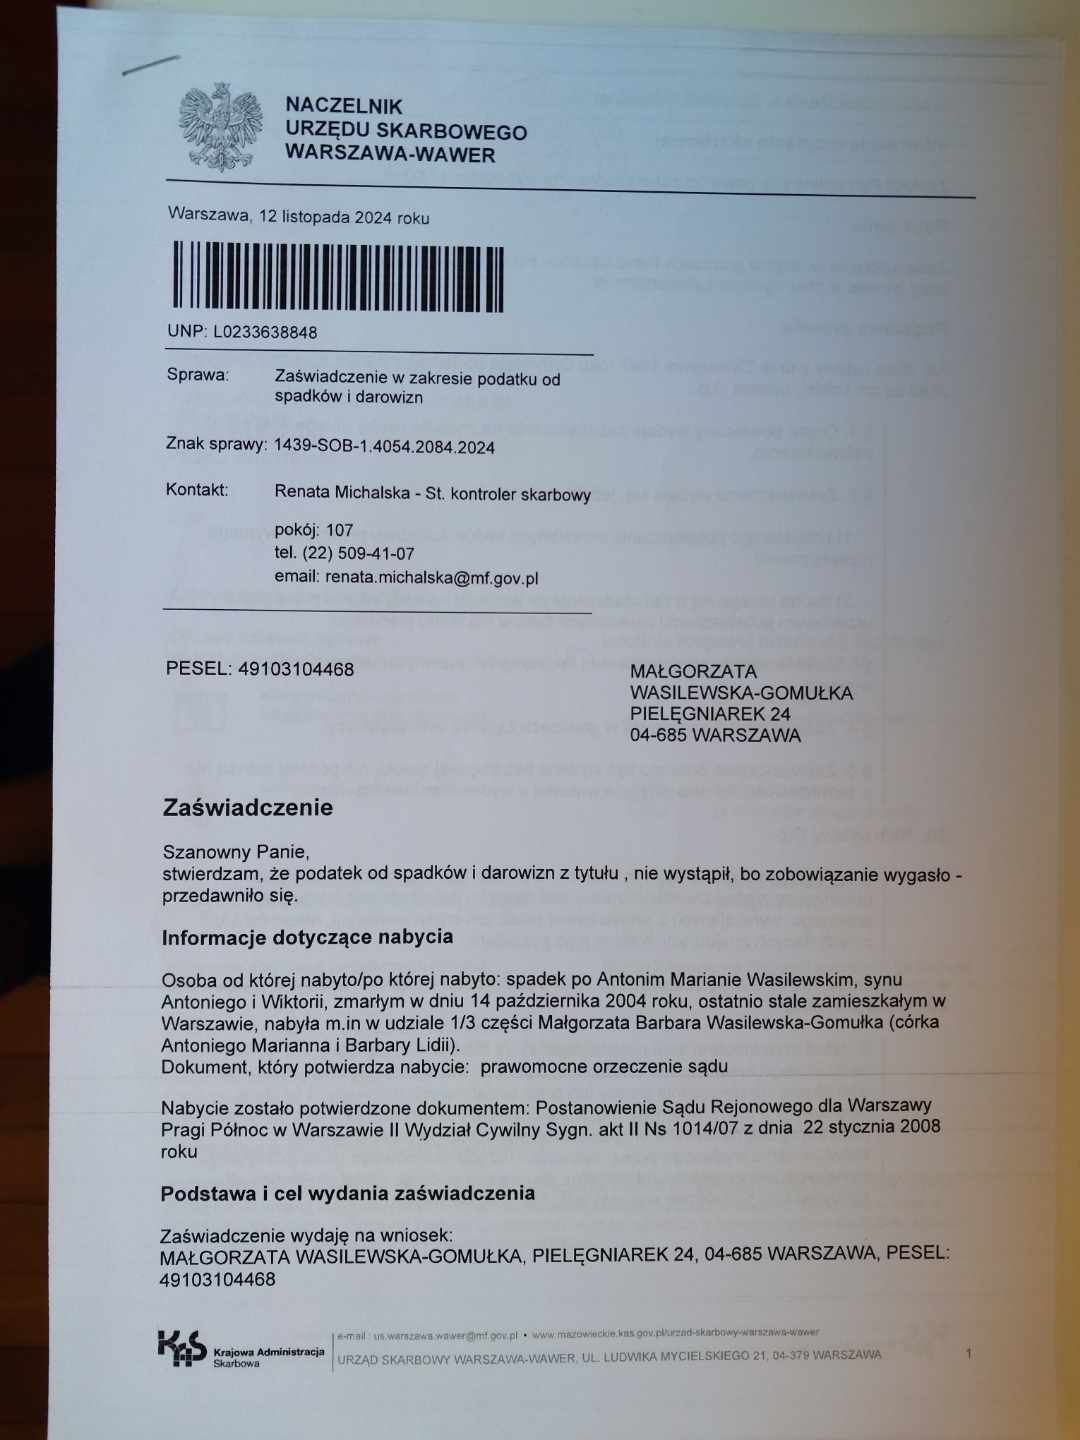 NACZELNIK
URZĘDU SKARBOWEGO
WARSZAWA-WAWER
Warszawa, 12 listopada 2024 roku
UNP: L0233638848
Sprawa: Zaświadczenie w zakresie podatku od
spadków i darowizn
Znak sprawy: 1439-SOB-1.4054.2084.2024
Kontakt: Renata Michalska - St. kontroler skarbowy
pokój: 107
tel. (22) 509-41-07
email: renata.michalska@mf.gov.pl
PESEL: 49103104468
MAŁGORZATA
WASILEWSKA-GOMUŁKA
PIELĘGNIAREK 24
04-685 WARSZAWA
Zaświadczenie
Szanowny Panie,
stwierdzam, że podatek od spadków i darowizn z tytułu , nie wystąpił, bo zobowiązanie wygasło -
przedawniło się.
Informacje dotyczące nabycia
Osoba od której nabyto/po której nabyto: spadek po Antonim Marianie Wasilewskim, synu
Antoniego i Wiktorii, zmarłym w dniu 14 października 2004 roku, ostatnio stale zamieszkałym w
Warszawie, nabyła m.in w udziale 1/3 części Małgorzata Barbara Wasilewska-Gomułka (córka
Antoniego Marianna i Barbary Lidii).
Dokument, który potwierdza nabycie: prawomocne orzeczenie sądu
Nabycie zostało potwierdzone dokumentem: Postanowienie Sądu Rejonowego dla Warszawy
Pragi Północ w Warszawie II Wydział Cywilny Sygn. akt II Ns 1014/07 z dnia 22 stycznia 2008
roku
Podstawa i cel wydania zaświadczenia
Zaświadczenie wydaję na wniosek:
MAŁGORZATA WASILEWSKA-GOMUŁKA, PIELĘGNIAREK 24, 04-685 WARSZAWA, PESEL:
49103104468
KAS Krajowa Administracja
Skarbowa
e-mail : us.warszawa.wawer@mf.gov.pl • www.mazowieckie.kas.gov.pl/urzad-skarbowy-warszawa-wawer
URZĄD SKARBOWY WARSZAWA-WAWER, UL. LUDWIKA MYCIELSKIEGO 21, 04-379 WARSZAWA
1